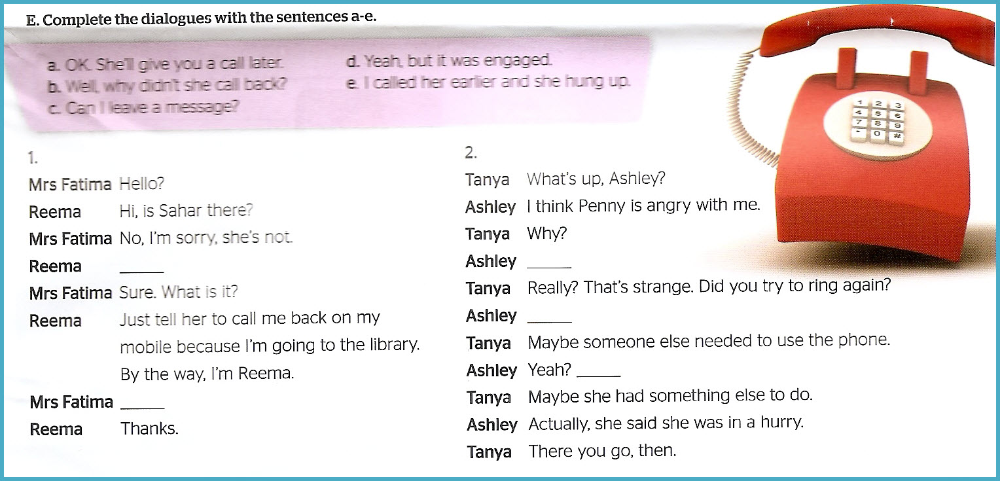 E. Complete the dialogues with the sentences a-e.
a. OK. She'll give you a call later.
b. Well, why didn't she call back?
c. Can I leave a message?
d. Yeah, but it was engaged.
e. I called her earlier and she hung up.
1.
Mrs Fatima Hello?
Reema Hi, is Sahar there?
Mrs Fatima No, I'm sorry, she's not.
Reema ______
Mrs Fatima Sure. What is it?
Reema Just tell her to call me back on my
mobile because I'm going to the library.
By the way, I'm Reema.
Mrs Fatima ______
Reema Thanks.
2.
Tanya What's up, Ashley?
Ashley I think Penny is angry with me.
Tanya Why?
Ashley ______
Tanya Really? That's strange. Did you try to ring again?
Ashley ______
Tanya Maybe someone else needed to use the phone.
Ashley Yeah? ______
Tanya Maybe she had something else to do.
Ashley Actually, she said she was in a hurry.
Tanya There you go, then.
1 2 3
4 5 6
7 8 9
* 0 #